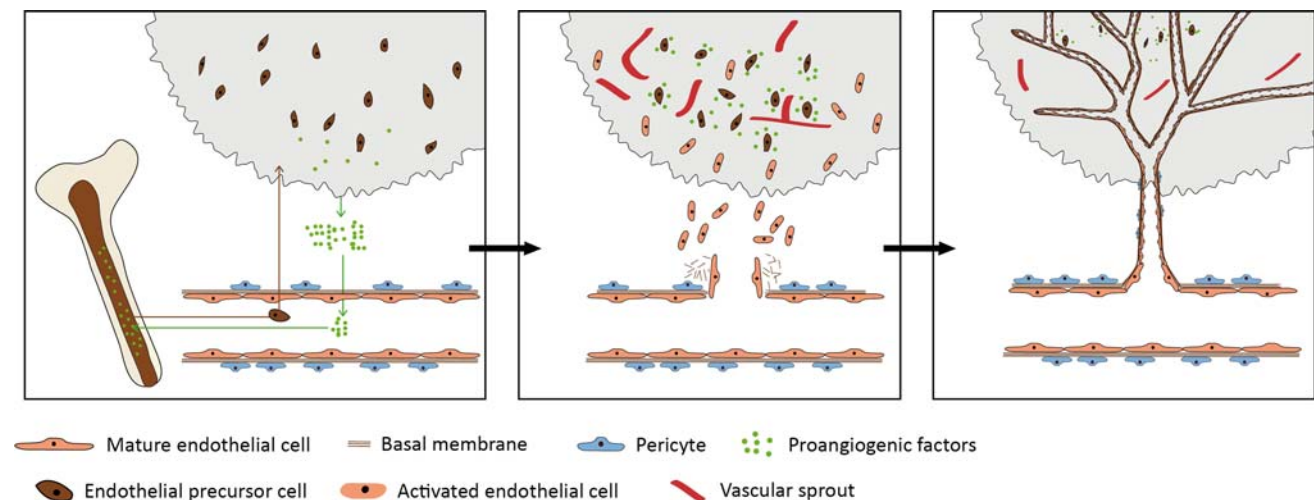 Mature endothelial cell Basal membrane Pericyte Proangiogenic factors
Endothelial precursor cell Activated endothelial cell Vascular sprout